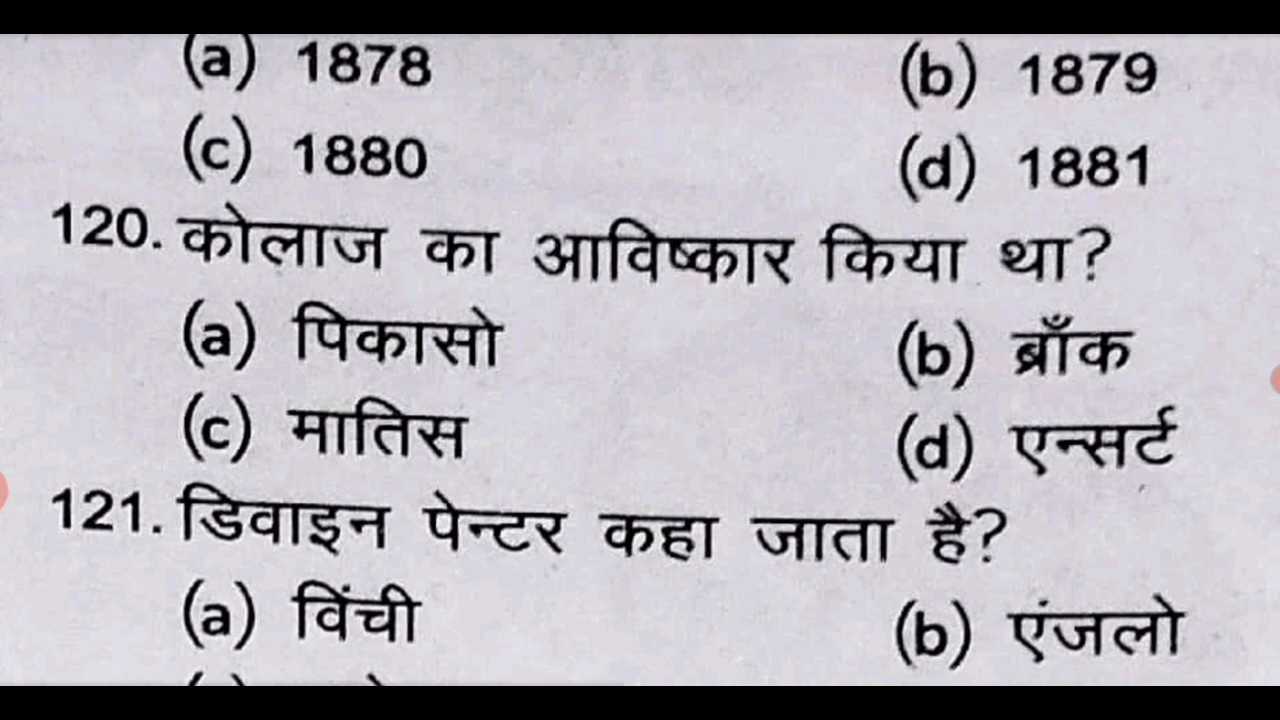 (a) 1878 (b) 1879
(c) 1880 (d) 1881
120. कोलाज का आविष्कार किया था?
(a) पिकासो (b) ब्रॉंक
(c) मातिस (d) एन्सर्ट
121. डिवाइन पेन्टर कहा जाता है?
(a) विंची (b) एंजलो